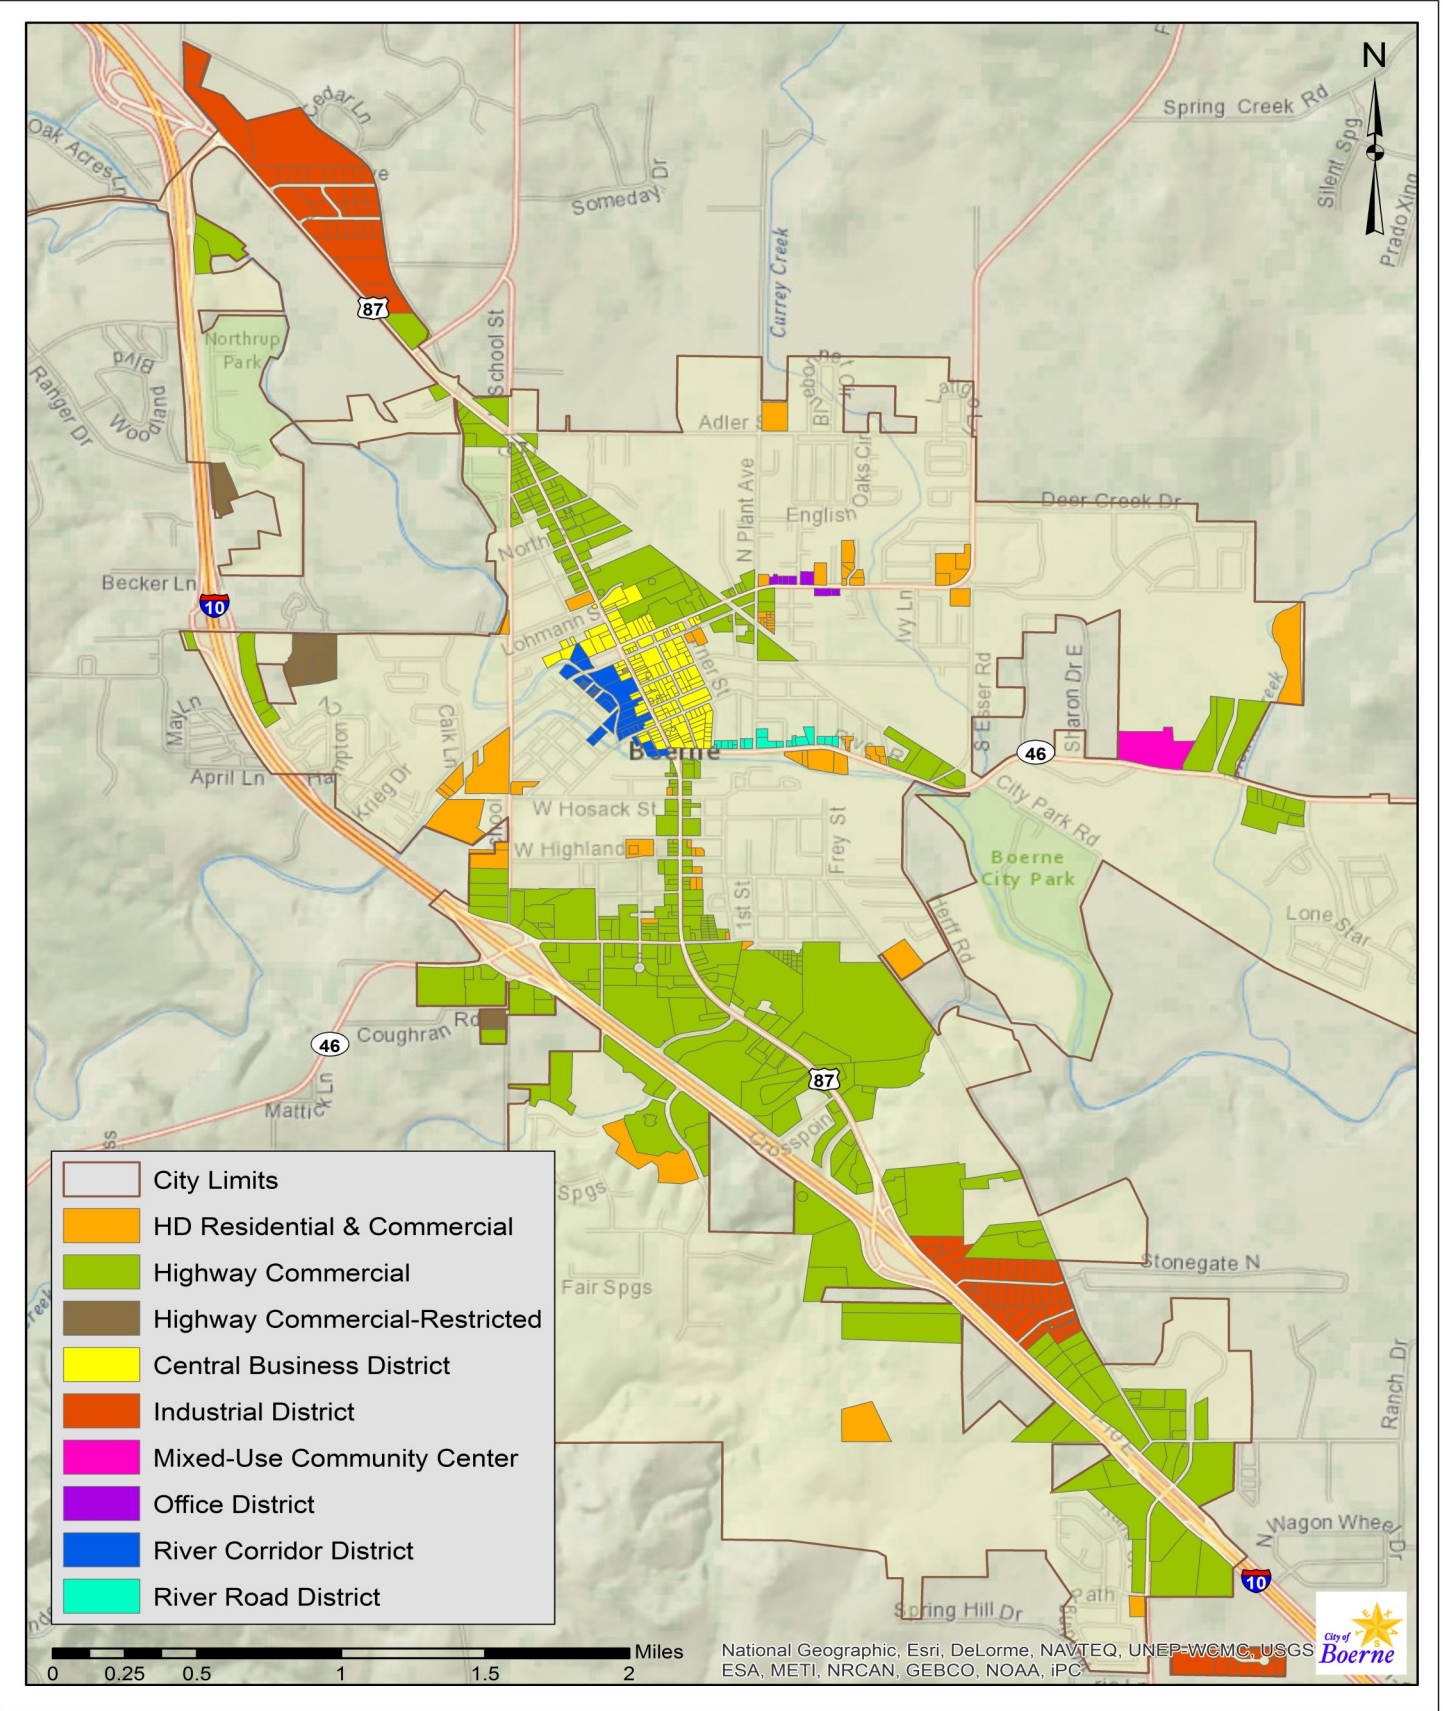 N
Spring Creek Rd
Silent Spg
Prado Xing
Cedar Ln
Oak Acres Ln
Someday Dr
Currey Creek
87
School St
Northrup
Park
Blvd
Woodland
Ranger Dr
Adler S
Oaks Cir
N Plant Ave
English
Deer Creek Dr
North
Becker Ln
10
Lohmann S
Ivy Ln
S Esser Rd
Sharon Dr E
46
May Ln
April Ln
Calk Ln
Krieg Dr
Boerne
W Hosack St
W Highland
Frey St
1st St
City Park Rd
Boerne
City Park
Herff Rd
Lone Star
46
Coughran Rd
87
Crosspoint
Spgs
Fair Spgs
Stonegate N
Ranch Dr
I-10 E
N Wagon Wheel Dr
10
Path
Spring Hill Dr
City Limits
HD Residential & Commercial
Highway Commercial
Highway Commercial-Restricted
Central Business District
Industrial District
Mixed-Use Community Center
Office District
River Corridor District
River Road District
Miles
0 0.25 0.5 1 1.5 2
National Geographic, Esri, DeLorme, NAVTEQ, UNEP-WCMC, USGS
ESA, METI, NRCAN, GEBCO, NOAA, iPC
TEXAS
City of
Boerne